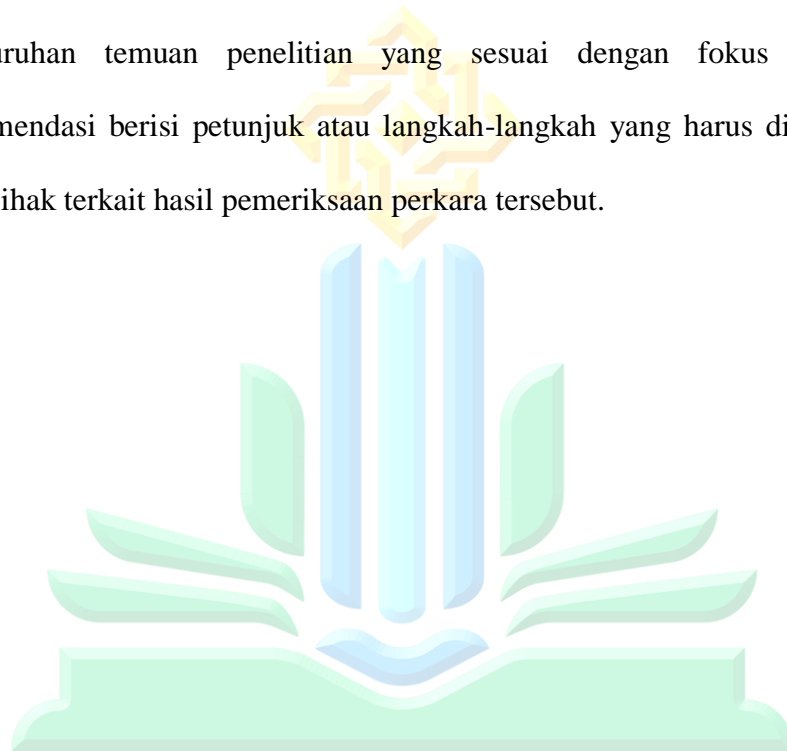 uruhan temuan penelitian yang sesuai dengan fokus
mendasi berisi petunjuk atau langkah-langkah yang harus di
ihak terkait hasil pemeriksaan perkara tersebut.